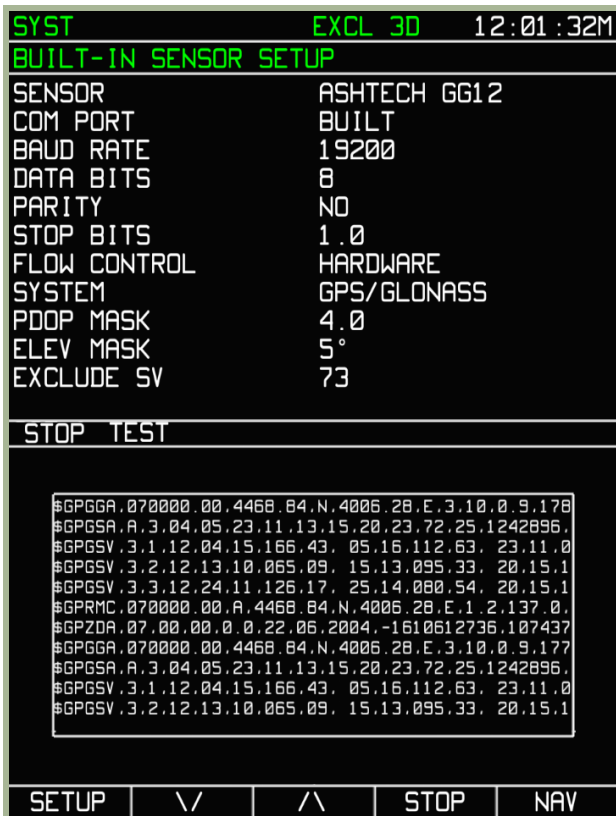 SYST EXCL 3D 12:01:32M
BUILT-IN SENSOR SETUP
SENSOR ASHTECH GG12
COM PORT BUILT
BAUD RATE 19200
DATA BITS 8
PARITY NO
STOP BITS 1.0
FLOW CONTROL HARDWARE
SYSTEM GPS/GLONASS
PDOP MASK 4.0
ELEV MASK 5°
EXCLUDE SV 73
STOP TEST
$GPGGA,070000.00,4468.84,N,4006.28,E,3,10,0.9,178
$GPGSA,A,3,04,05,23,11,13,15,20,23,72,25,1242896,
$GPGSV,3,1,12,04,15,166,43, 05,16,112,63, 23,11,0
$GPGSV,3,2,12,13,10,065,09, 15,13,095,33, 20,15,1
$GPGSV,3,3,12,24,11,126,17, 25,14,080,54, 20,15,1
$GPRMC,070000.00,A,4468.84,N,4006.28,E,1.2,137.0,
$GPZDA,07,00,00,0.0,22,06,2004,-1610612736,107437
$GPGGA,070000.00,4468.84,N,4006.28,E,3,10,0.9,177
$GPGSA,A,3,04,05,23,11,13,15,20,23,72,25,1242896,
$GPGSV,3,1,12,04,15,166,43, 05,16,112,63, 23,11,0
$GPGSV,3,2,12,13,10,065,09, 15,13,095,33, 20,15,1
SETUP \/ /\ STOP NAV